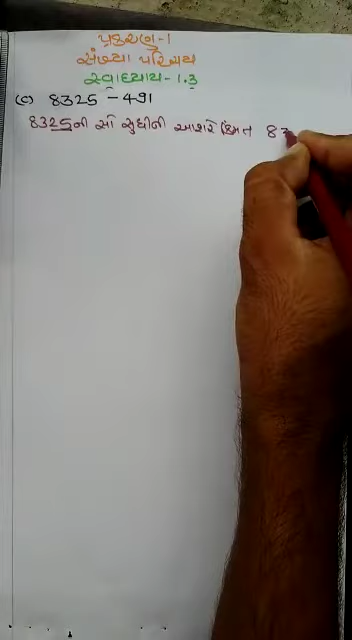 પ્રકરણ-1
સંખ્યા પરિચય
સ્વાધ્યાય-1.3
(c) 8325 - 491
8325ની સો સુધીની આશરે કિંમત 83